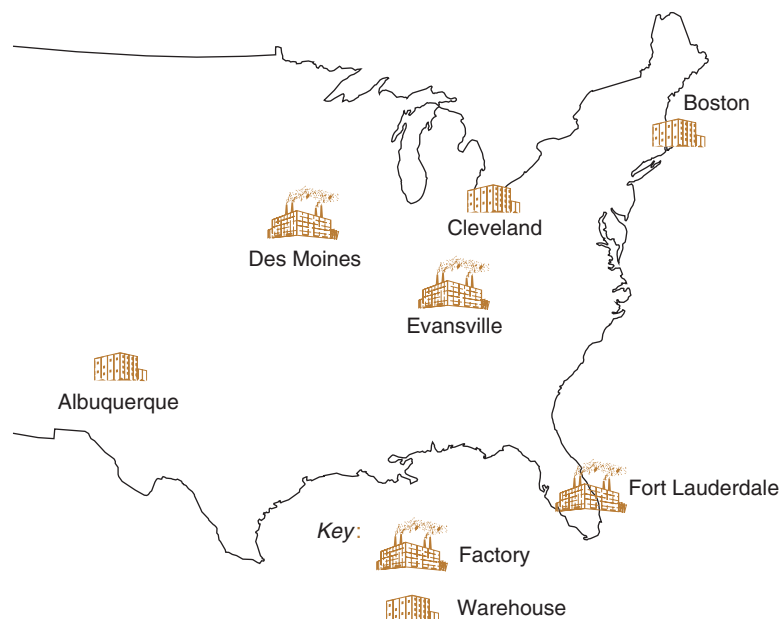 Boston
Cleveland
Des Moines
Evansville
Albuquerque
Fort Lauderdale
Key:
Factory
Warehouse